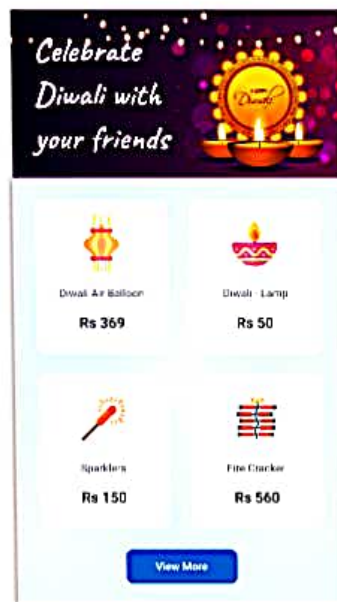 Celebrate
Diwali with
your friends
Happy
Diwali
Diwali Air Balloon
Rs 369
Diwali - Lamp
Rs 50
Sparklers
Rs 150
Fire Cracker
Rs 560
View More